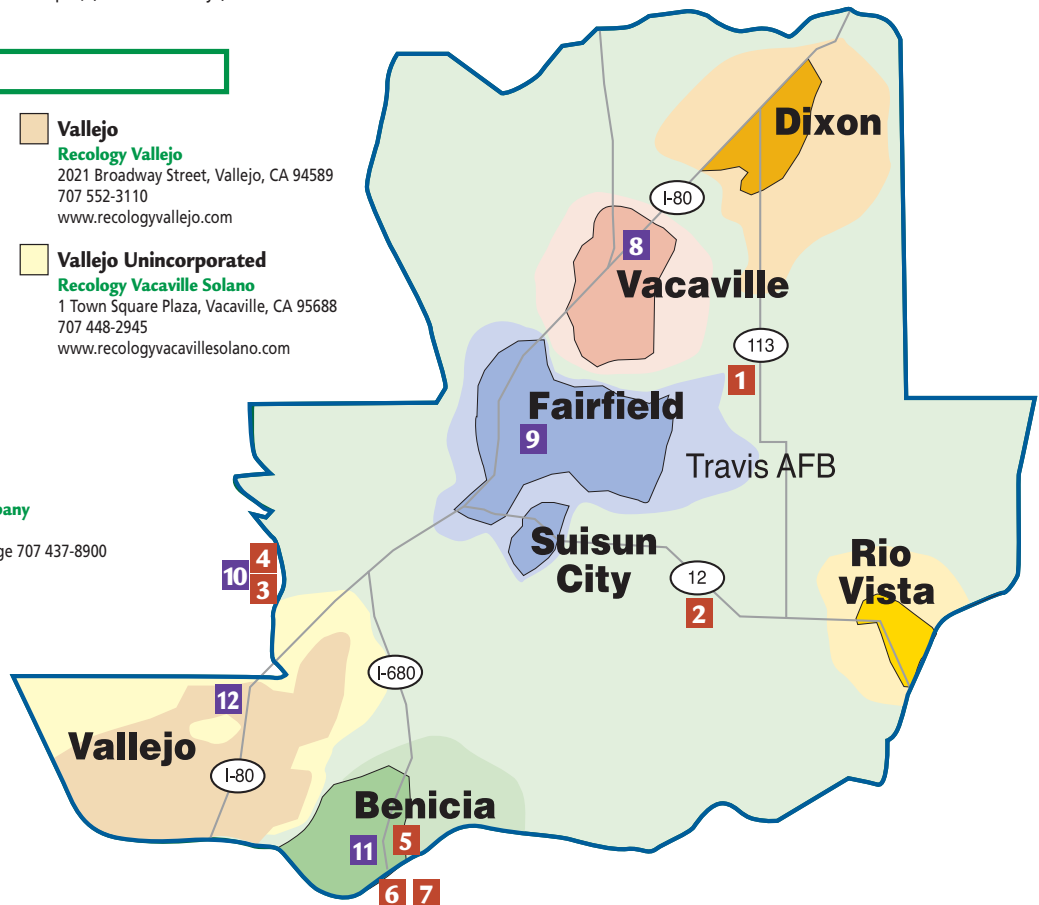 Vallejo
Recology Vallejo
2021 Broadway Street, Vallejo, CA 94589
707 552-3110
www.recologyvallejo.com
Vallejo Unincorporated
Recology Vacaville Solano
1 Town Square Plaza, Vacaville, CA 95688
707 448-2945
www.recologyvacavillesolano.com
pany
ge 707 437-8900
Dixon
I-80
8
Vacaville
113
1
Fairfield
9
Travis AFB
Suisun
City
Rio
Vista
12
2
4
10
3
I-680
12
Vallejo
I-80
Benicia
5
11
6
7